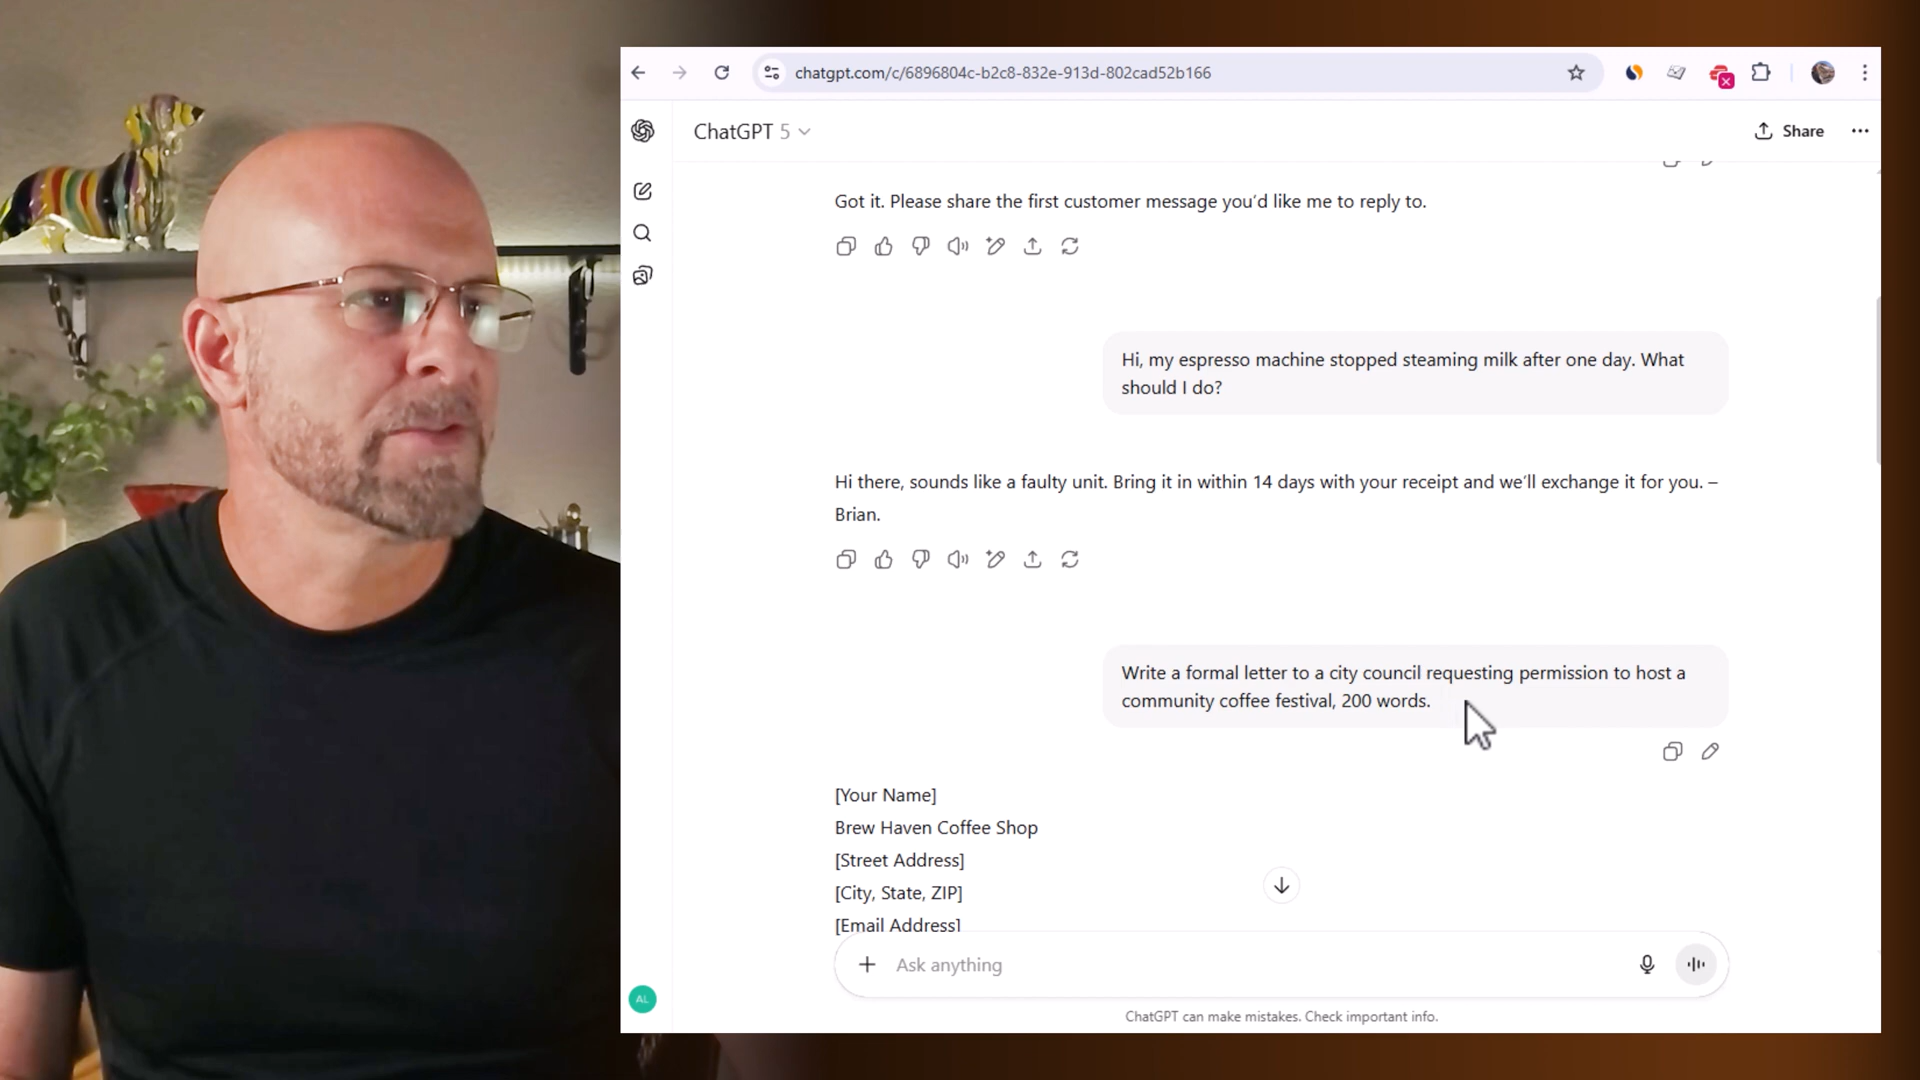 chatgpt.com/c/6896804c-b2c8-832e-913d-802cad52b166
ChatGPT 5
Share
Got it. Please share the first customer message you'd like me to reply to.
Hi, my espresso machine stopped steaming milk after one day. What
should I do?
Hi there, sounds like a faulty unit. Bring it in within 14 days with your receipt and we'll exchange it for you. –
Brian.
Write a formal letter to a city council requesting permission to host a
community coffee festival, 200 words.
[Your Name]
Brew Haven Coffee Shop
[Street Address]
[City, State, ZIP]
[Email Address]
Ask anything
AL
ChatGPT can make mistakes. Check important info.